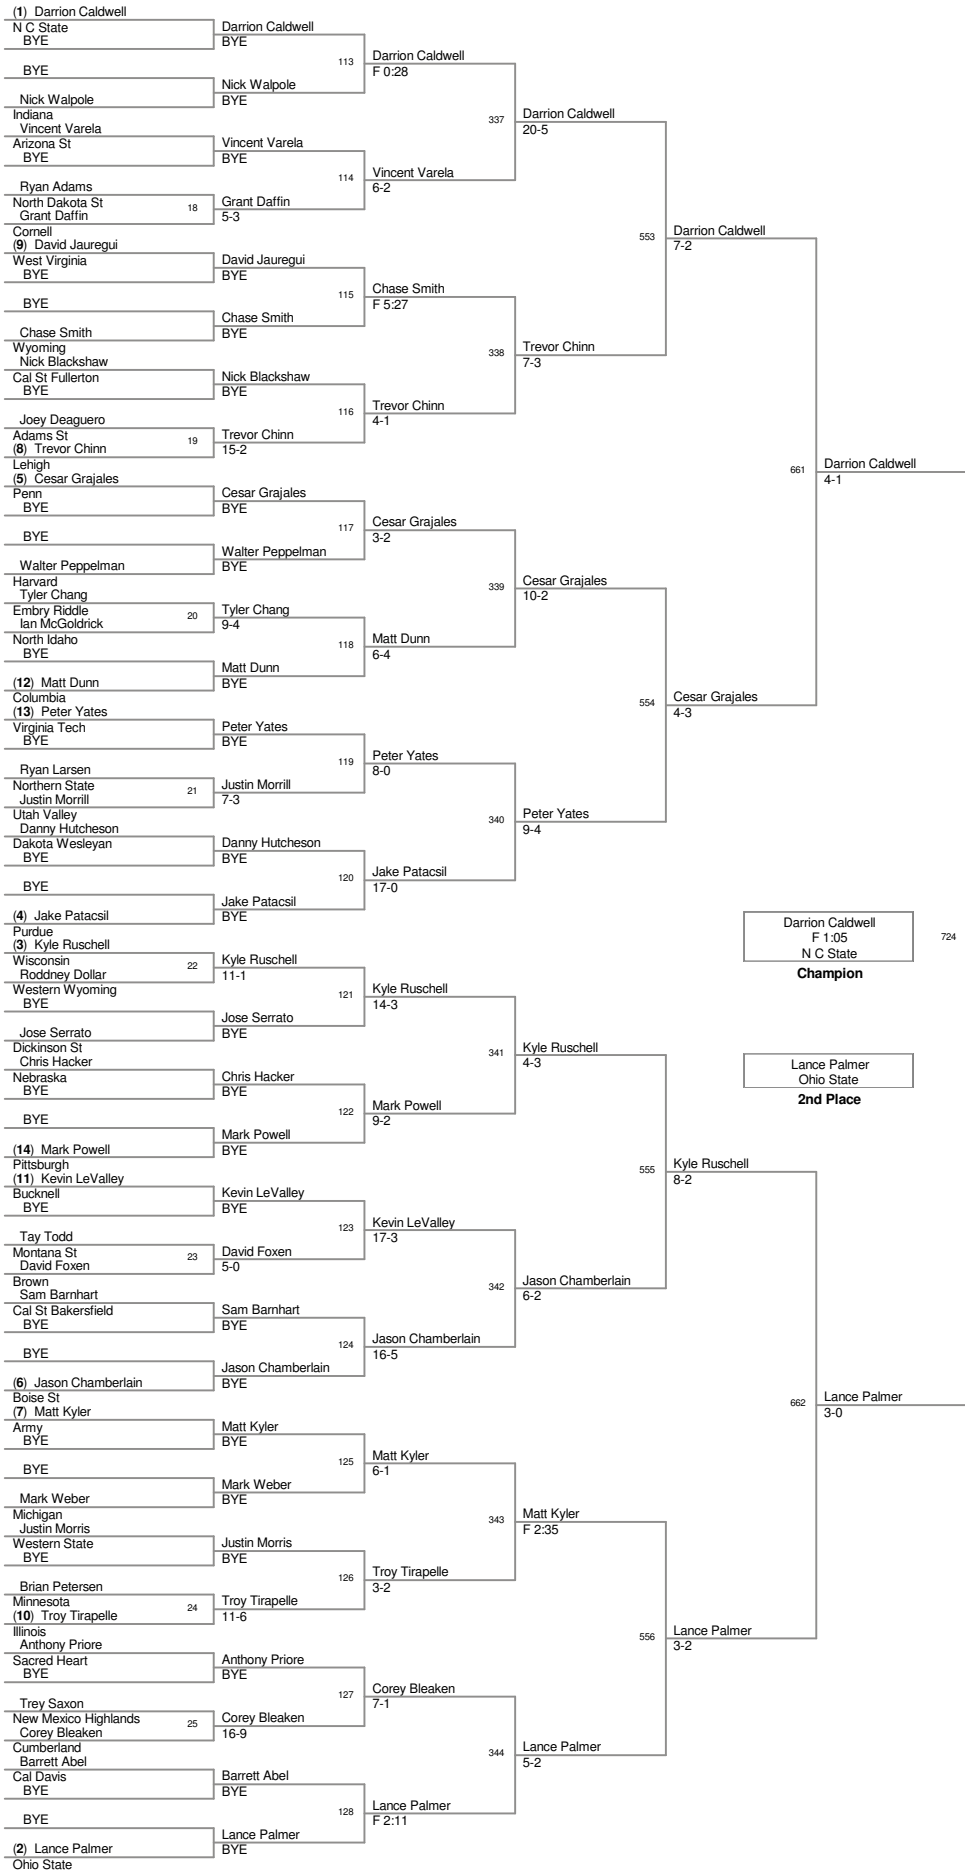 (1) Darrion Caldwell
N C State
BYE
BYE
Nick Walpole
Indiana
Vincent Varela
Arizona St
BYE
Ryan Adams
North Dakota St
18
Grant Daffin
Cornell
(9) David Jauregui
West Virginia
BYE
BYE
Chase Smith
Wyoming
Nick Blackshaw
Cal St Fullerton
BYE
Joey Deaguero
Adams St
19
(8) Trevor Chinn
Lehigh
(5) Cesar Grajales
Penn
BYE
BYE
Walter Peppelman
Harvard
Tyler Chang
Embry Riddle
20
Ian McGoldrick
North Idaho
BYE
(12) Matt Dunn
Columbia
(13) Peter Yates
Virginia Tech
BYE
Ryan Larsen
Northern State
21
Justin Morrill
Utah Valley
Danny Hutcheson
Dakota Wesleyan
BYE
BYE
(4) Jake Patacsil
Purdue
(3) Kyle Ruschell
Wisconsin
22
Roddney Dollar
Western Wyoming
BYE
Jose Serrato
Dickinson St
Chris Hacker
Nebraska
BYE
BYE
(14) Mark Powell
Pittsburgh
(11) Kevin LeValley
Bucknell
BYE
Tay Todd
Montana St
23
David Foxen
Brown
Sam Barnhart
Cal St Bakersfield
BYE
BYE
(6) Jason Chamberlain
Boise St
(7) Matt Kyler
Army
BYE
BYE
Mark Weber
Michigan
Justin Morris
Western State
BYE
Brian Petersen
Minnesota
24
(10) Troy Tirapelle
Illinois
Anthony Priore
Sacred Heart
BYE
Trey Saxon
New Mexico Highlands
25
Corey Bleaken
Cumberland
Barrett Abel
Cal Davis
BYE
BYE
(2) Lance Palmer
Ohio State
Darrion Caldwell
BYE
113
Nick Walpole
BYE
Vincent Varela
BYE
114
Grant Daffin
5-3
David Jauregui
BYE
115
Chase Smith
BYE
Nick Blackshaw
BYE
116
Trevor Chinn
15-2
Cesar Grajales
BYE
117
Walter Peppelman
BYE
Tyler Chang
9-4
118
Matt Dunn
BYE
Peter Yates
BYE
119
Justin Morrill
7-3
Danny Hutcheson
BYE
120
Jake Patacsil
BYE
Kyle Ruschell
11-1
121
Jose Serrato
BYE
Chris Hacker
BYE
122
Mark Powell
BYE
Kevin LeValley
BYE
123
David Foxen
5-0
Sam Barnhart
BYE
124
Jason Chamberlain
BYE
Matt Kyler
BYE
125
Mark Weber
BYE
Justin Morris
BYE
126
Troy Tirapelle
11-6
Anthony Priore
BYE
127
Corey Bleaken
16-9
Barrett Abel
BYE
128
Lance Palmer
BYE
Darrion Caldwell
F 0:28
337
Vincent Varela
6-2
Chase Smith
F 5:27
338
Trevor Chinn
4-1
Cesar Grajales
3-2
339
Matt Dunn
6-4
Peter Yates
8-0
340
Jake Patacsil
17-0
Kyle Ruschell
14-3
341
Mark Powell
9-2
Kevin LeValley
17-3
342
Jason Chamberlain
16-5
Matt Kyler
6-1
343
Troy Tirapelle
3-2
Corey Bleaken
7-1
344
Lance Palmer
F 2:11
Darrion Caldwell
20-5
553
Trevor Chinn
7-3
Cesar Grajales
10-2
554
Peter Yates
9-4
Kyle Ruschell
4-3
555
Jason Chamberlain
6-2
Matt Kyler
F 2:35
556
Lance Palmer
5-2
Darrion Caldwell
7-2
661
Cesar Grajales
4-3
Kyle Ruschell
8-2
662
Lance Palmer
3-2
Darrion Caldwell
4-1
Darrion Caldwell
F 1:05
N C State
724
Champion
Lance Palmer
Ohio State
2nd Place
Lance Palmer
3-0